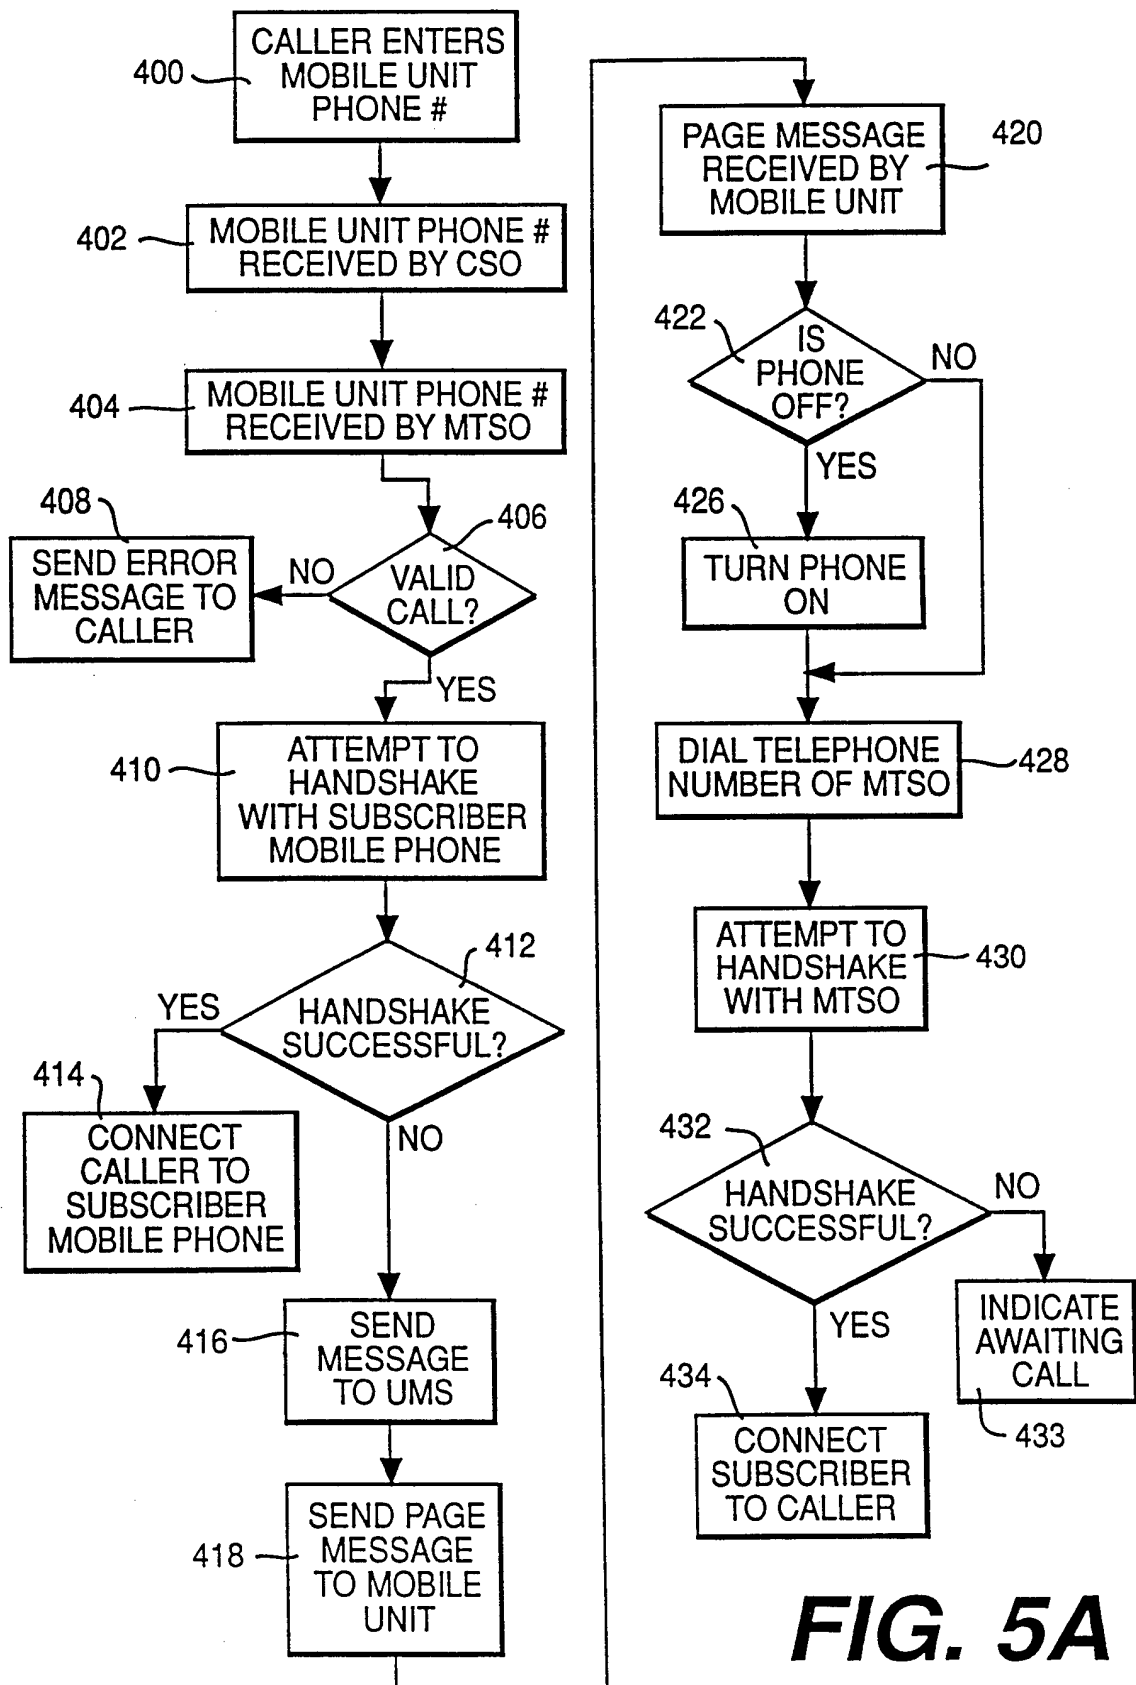 400
CALLER ENTERS
MOBILE UNIT
PHONE #
402
MOBILE UNIT PHONE #
RECEIVED BY CSO
404
MOBILE UNIT PHONE #
RECEIVED BY MTSO
406
VALID
CALL?
NO
408
SEND ERROR
MESSAGE TO
CALLER
YES
410
ATTEMPT TO
HANDSHAKE
WITH SUBSCRIBER
MOBILE PHONE
412
HANDSHAKE
SUCCESSFUL?
YES
414
CONNECT
CALLER TO
SUBSCRIBER
MOBILE PHONE
NO
416
SEND
MESSAGE
TO UMS
418
SEND PAGE
MESSAGE
TO MOBILE
UNIT
PAGE MESSAGE
RECEIVED BY
MOBILE UNIT
420
422
IS
PHONE
OFF?
NO
YES
426
TURN PHONE
ON
DIAL TELEPHONE
NUMBER OF MTSO
428
ATTEMPT TO
HANDSHAKE
WITH MTSO
430
432
HANDSHAKE
SUCCESSFUL?
NO
INDICATE
AWAITING
CALL
433
YES
434
CONNECT
SUBSCRIBER
TO CALLER
FIG. 5A